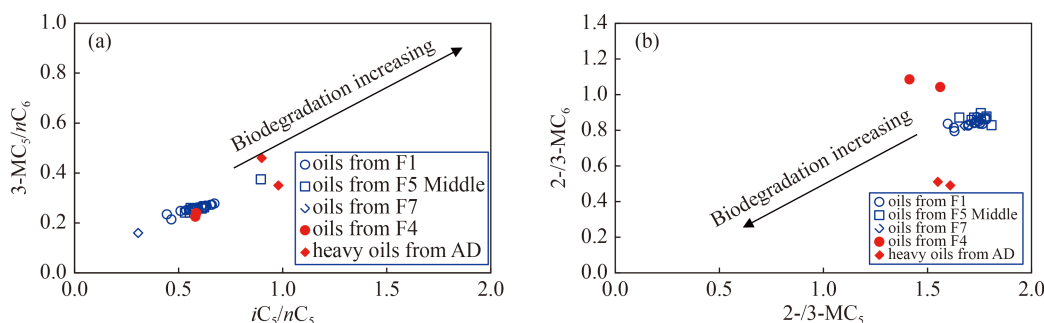 (a)
1.0
0.8
0.6
0.4
0.2
0.0
3-MC₅/nC₆
Biodegradation increasing
oils from F1
oils from F5 Middle
oils from F7
oils from F4
heavy oils from AD
0.0 0.5 1.0 1.5 2.0
iC₅/nC₅
(b)
1.4
1.2
1.0
0.8
0.6
0.4
0.2
0.0
2-/3-MC₆
Biodegradation increasing
oils from F1
oils from F5 Middle
oils from F7
oils from F4
heavy oils from AD
0.0 0.5 1.0 1.5 2.0
2-/3-MC₅